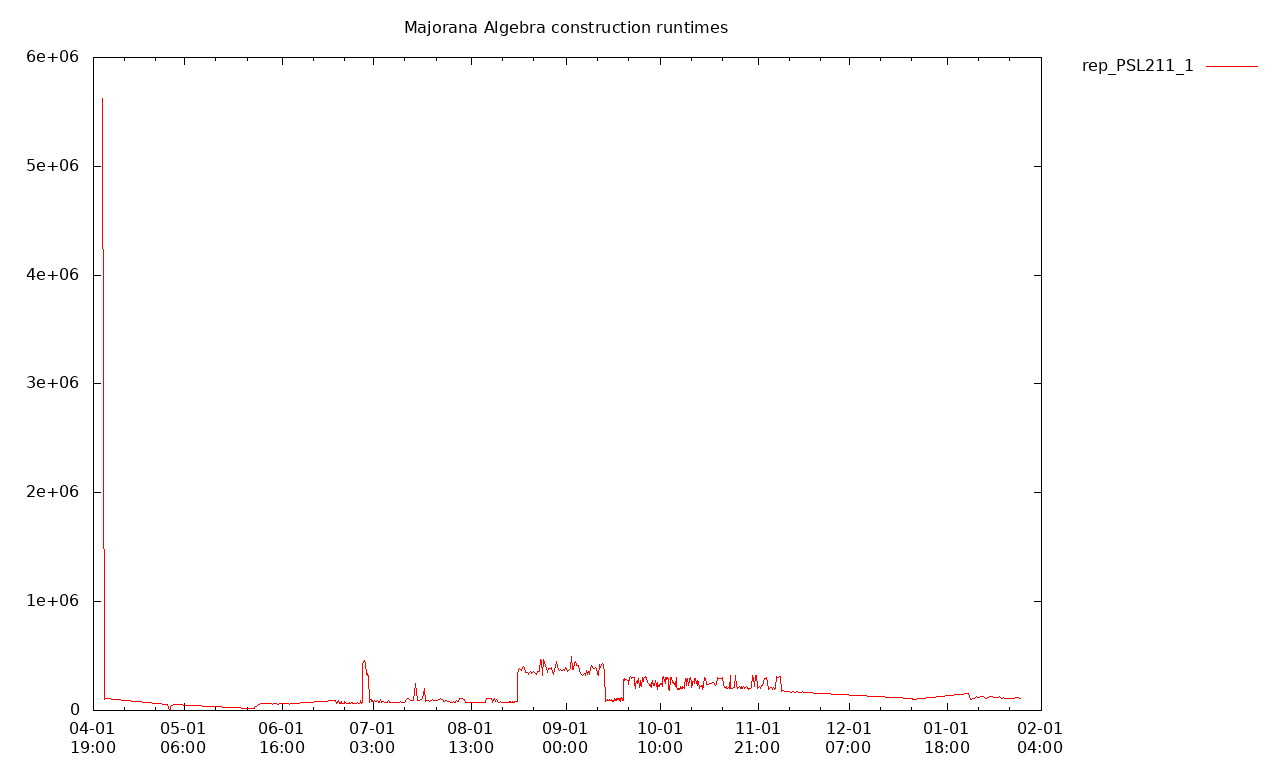 Majorana Algebra construction runtimes
rep_PSL211_1
6e+06
5e+06
4e+06
3e+06
2e+06
1e+06
0
04-01 05-01 06-01 07-01 08-01 09-01 10-01 11-01 12-01 01-01 02-01
19:00 06:00 16:00 03:00 13:00 00:00 10:00 21:00 07:00 18:00 04:00